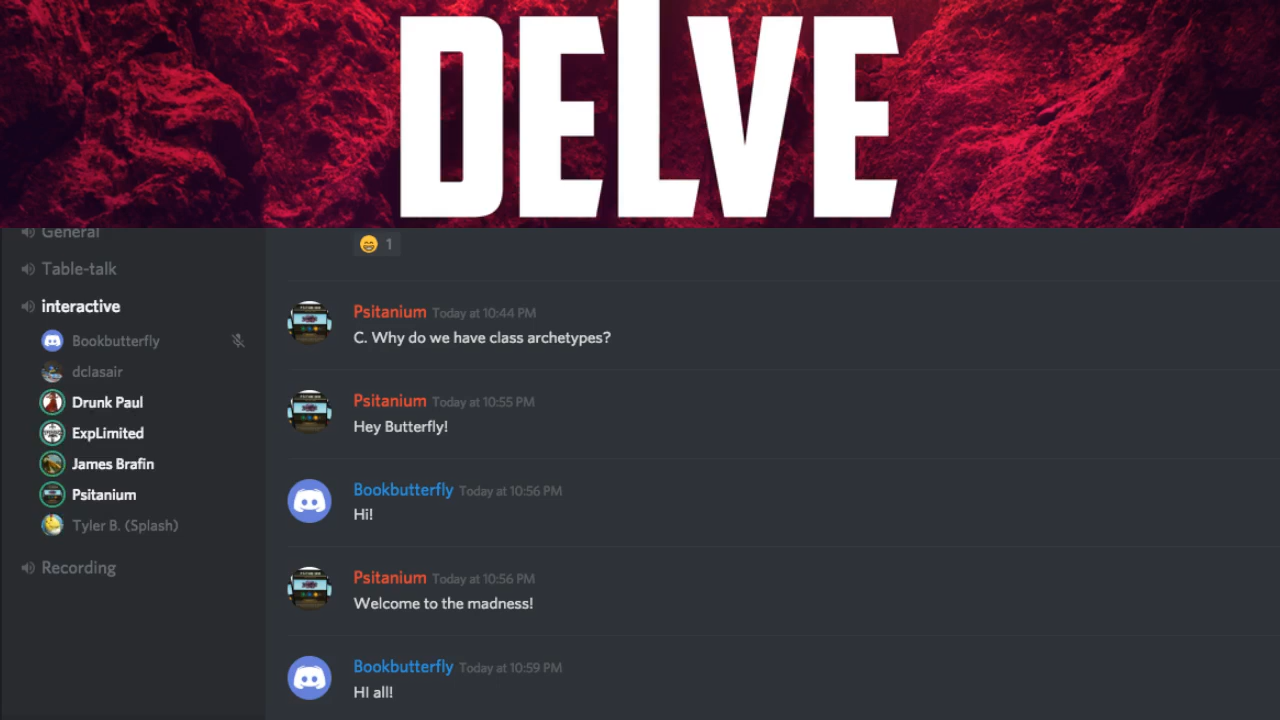 DELVE
General
Table-talk
interactive
Bookbutterfly
dclasair
Drunk Paul
ExpLimited
James Brafin
Psitanium
Tyler B. (Splash)
Recording
1
Psitanium Today at 10:44 PM
C. Why do we have class archetypes?
Psitanium Today at 10:55 PM
Hey Butterfly!
Bookbutterfly Today at 10:56 PM
Hi!
Psitanium Today at 10:56 PM
Welcome to the madness!
Bookbutterfly Today at 10:59 PM
HI all!